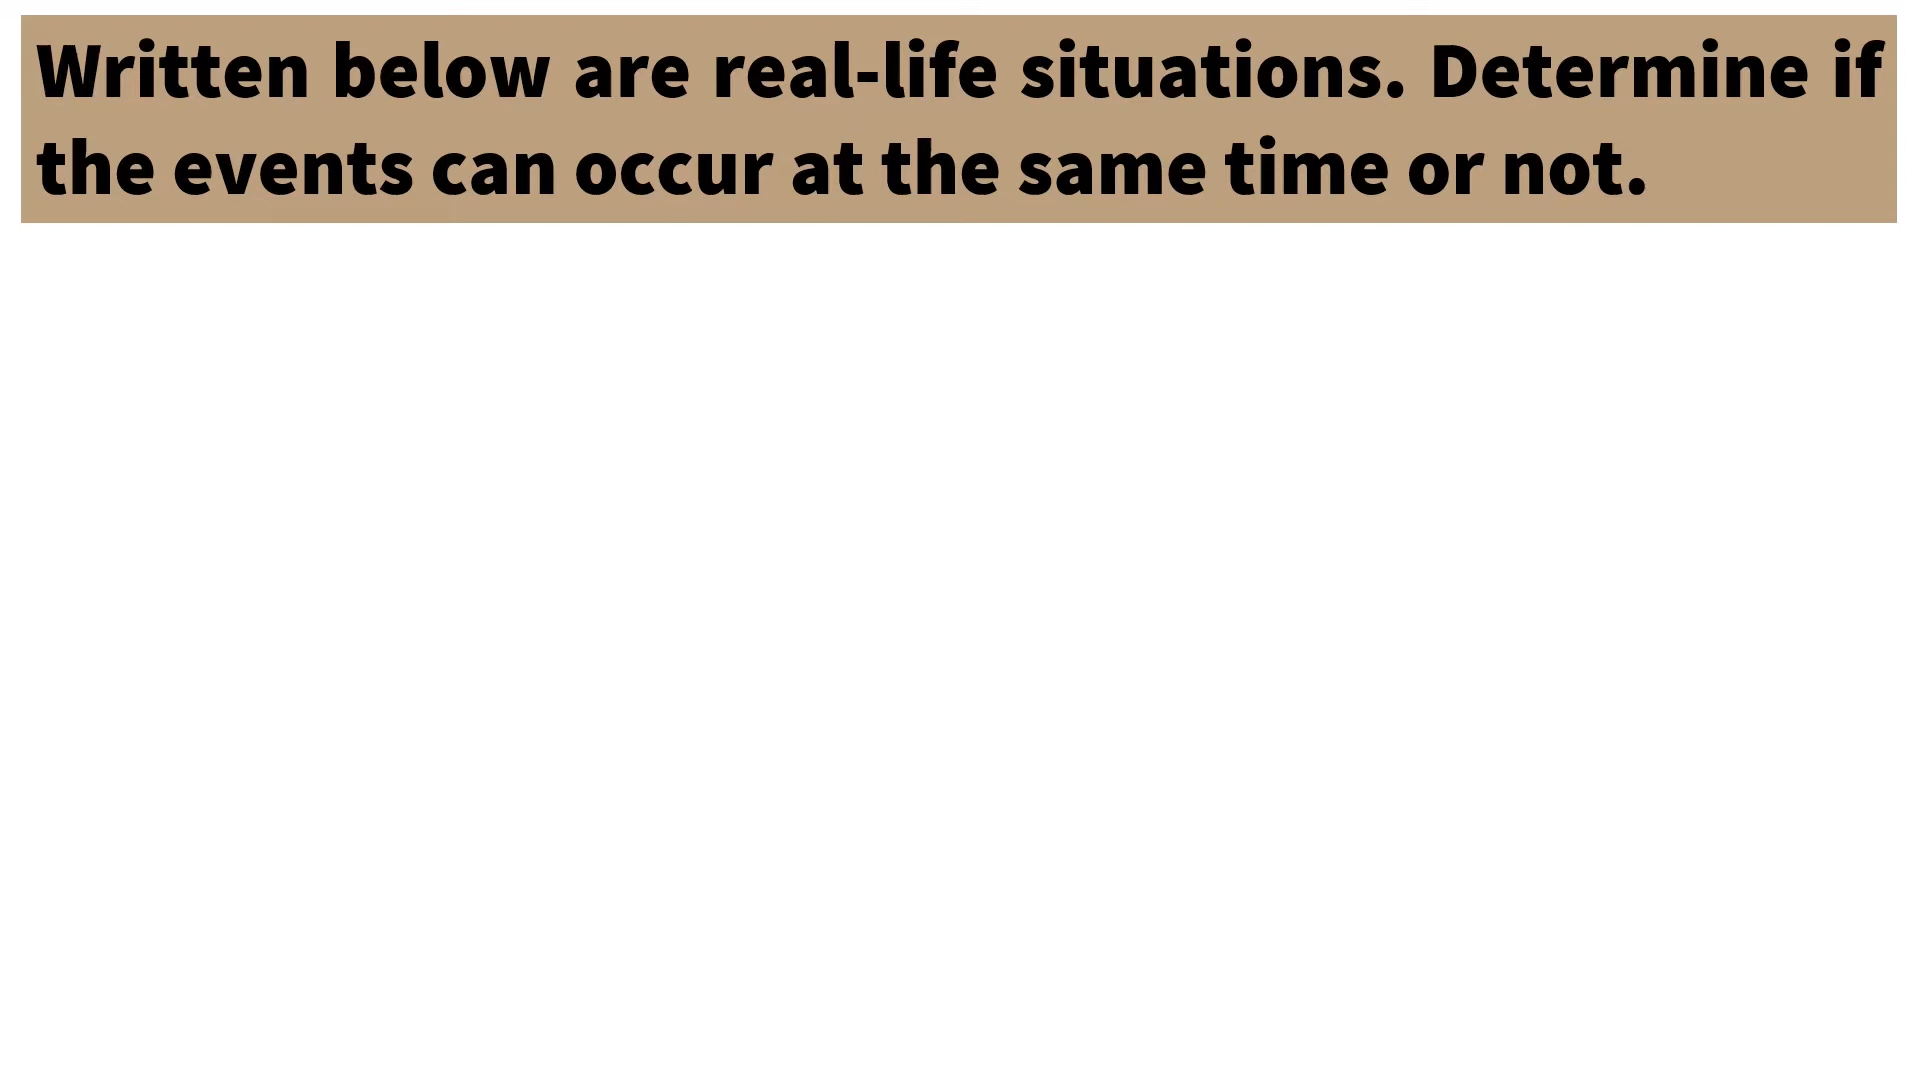 Written below are real-life situations. Determine if
the events can occur at the same time or not.